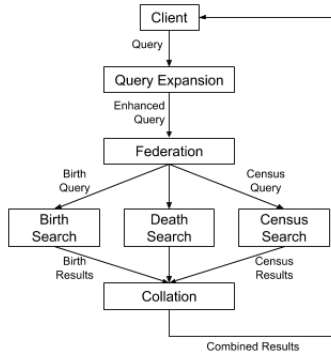 Client
Query
Query Expansion
Enhanced
Query
Federation
Birth
Query
Census
Query
Birth
Search
Death
Search
Census
Search
Birth
Results
Census
Results
Collation
Combined Results